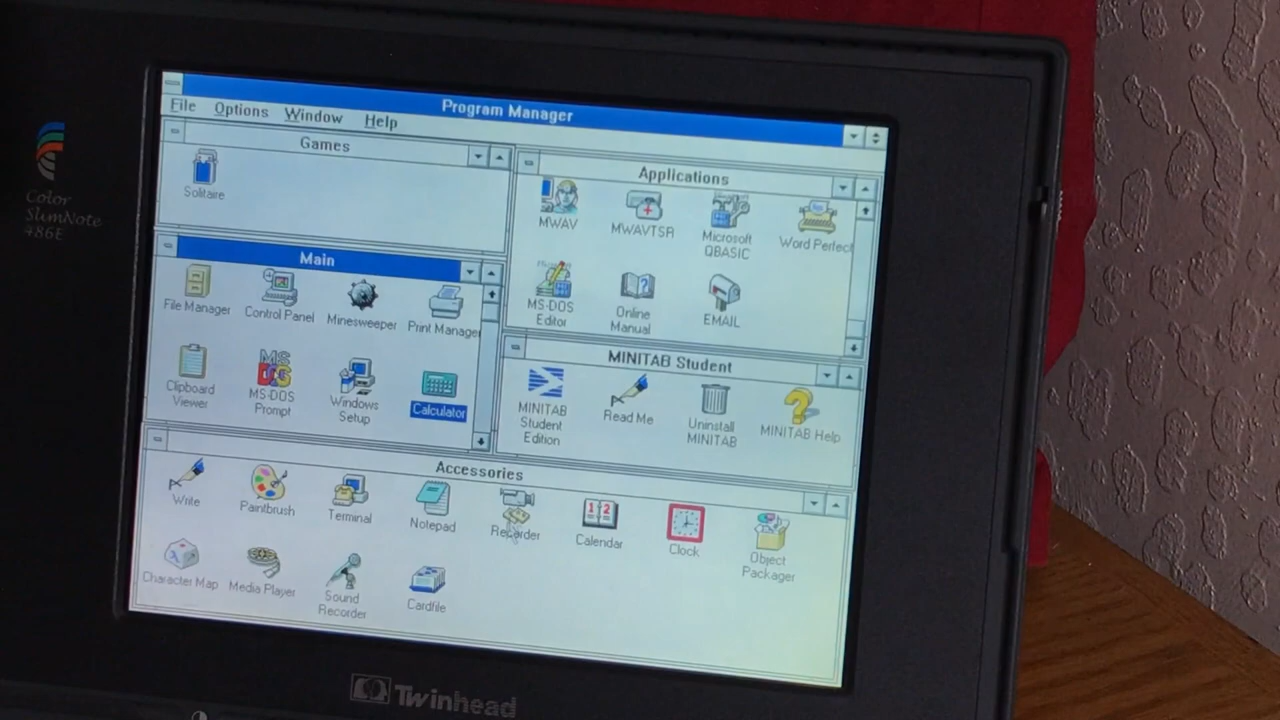 Color
SlimNote
486E
Program Manager
File Options Window Help
Games
Solitaire
Main
File Manager
Control Panel
Minesweeper
Print Manager
Clipboard
Viewer
MS
DOS
MS-DOS
Prompt
Windows
Setup
Calculator
Applications
MWAV
MWAVTSR
Microsoft
QBASIC
Word Perfect
MS-DOS
Editor
Online
Manual
EMAIL
MINITAB Student
MINITAB
Student
Edition
Read Me
Uninstall
MINITAB
MINITAB Help
Accessories
Write
Paintbrush
Terminal
Notepad
Recorder
12
Calendar
Clock
Object
Packager
Character Map
Media Player
Sound
Recorder
Cardfile
Twinhead